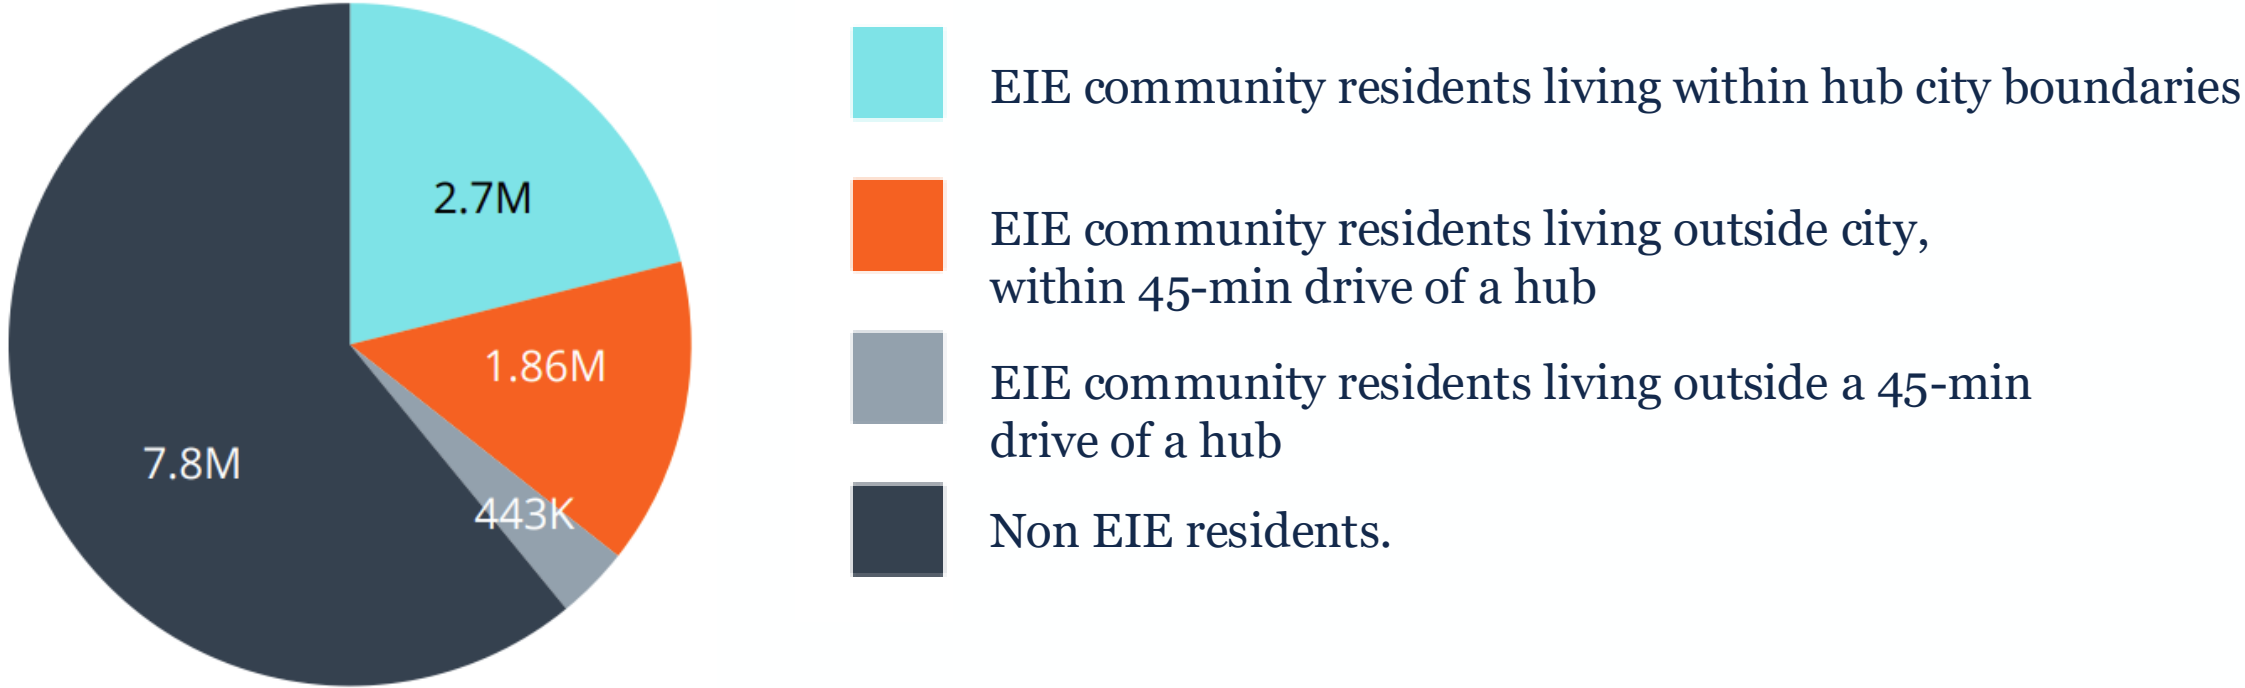 2.7M
1.86M
443K
7.8M
EIE community residents living within hub city boundaries
EIE community residents living outside city,
within 45-min drive of a hub
EIE community residents living outside a 45-min
drive of a hub
Non EIE residents.